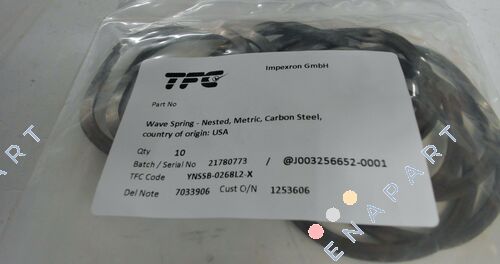 Impexron GmbH
TFC
Part No
Wave Spring - Nested, Metric, Carbon Steel,
country of origin: USA
Qty 10
Batch / Serial No 21780773 / @J003256652-0001
TFC Code YNSSB-0268L2-X
Del Note 7033906 Cust O/N 1253606
ENAPART
ENAPART